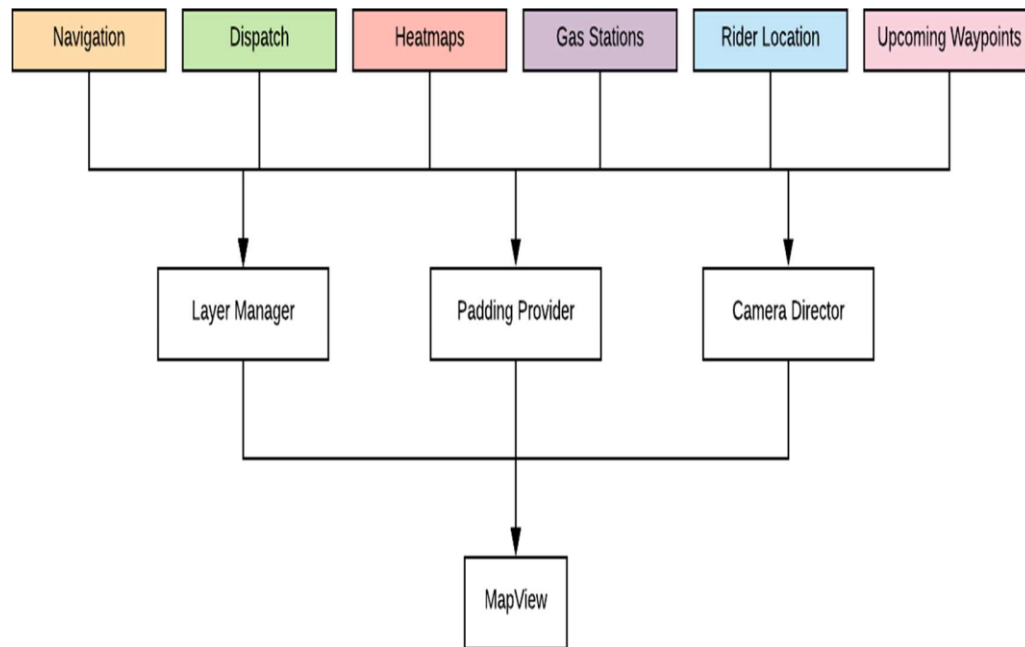 Navigation
Dispatch
Heatmaps
Gas Stations
Rider Location
Upcoming Waypoints
Layer Manager
Padding Provider
Camera Director
MapView